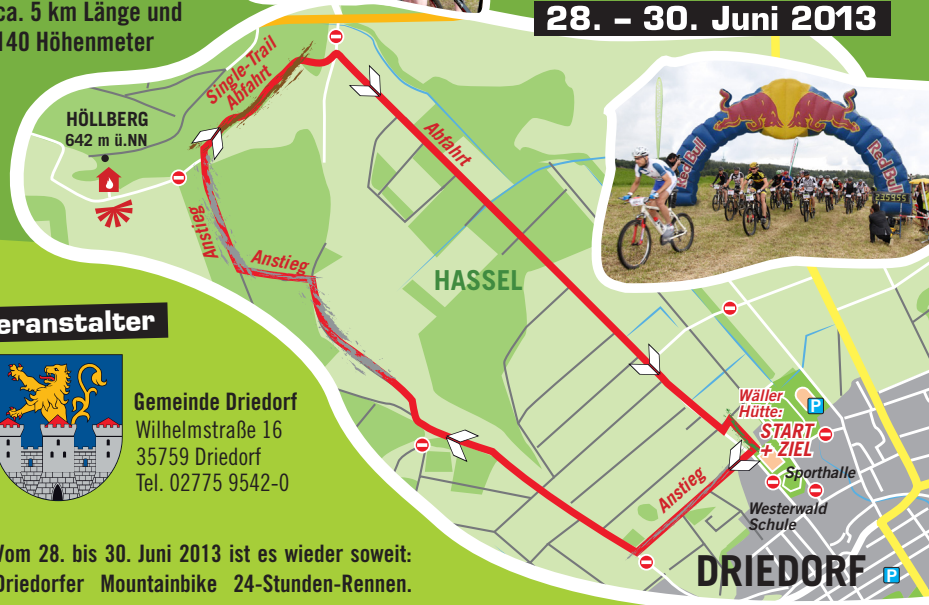 ca. 5 km Länge und
140 Höhenmeter
28. – 30. Juni 2013
Single-Trail
Abfahrt
HÖLLBERG
642 m ü.NN
Abfahrt
Red Bull
Red Bull
235955
Anstieg
Anstieg
HASSEL
eranstalter
Gemeinde Driedorf
Wilhelmstraße 16
35759 Driedorf
Tel. 02775 9542-0
Wäller
Hütte:
START
+ ZIEL
P
Sporthalle
Westerwald
Schule
Anstieg
DRIEDORF
P
Vom 28. bis 30. Juni 2013 ist es wieder soweit:
Driedorfer Mountainbike 24-Stunden-Rennen.